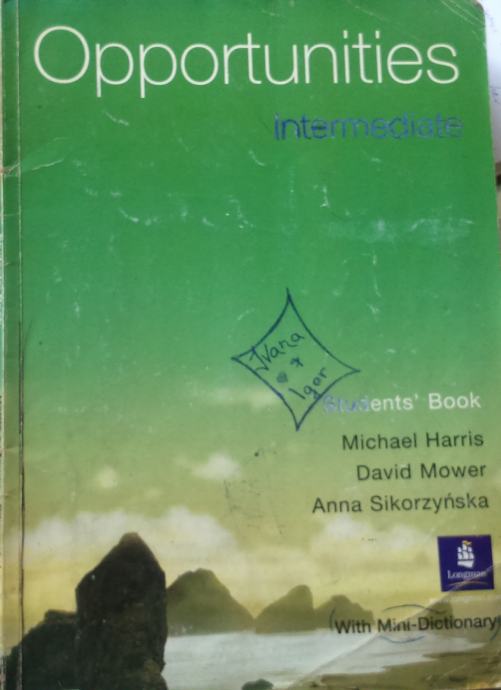 Opportunities
Intermediate
Ivana
+
Igor
Students' Book
Michael Harris
David Mower
Anna Sikorzyńska
Longman
With Mini-Dictionary